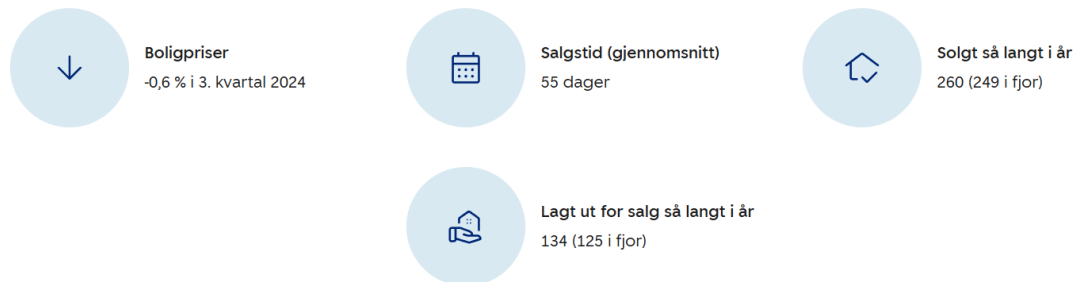 Boligpriser
-0,6 % i 3. kvartal 2024
Salgstid (gjennomsnitt)
55 dager
Solgt så langt i år
260 (249 i fjor)
Lagt ut for salg så langt i år
134 (125 i fjor)